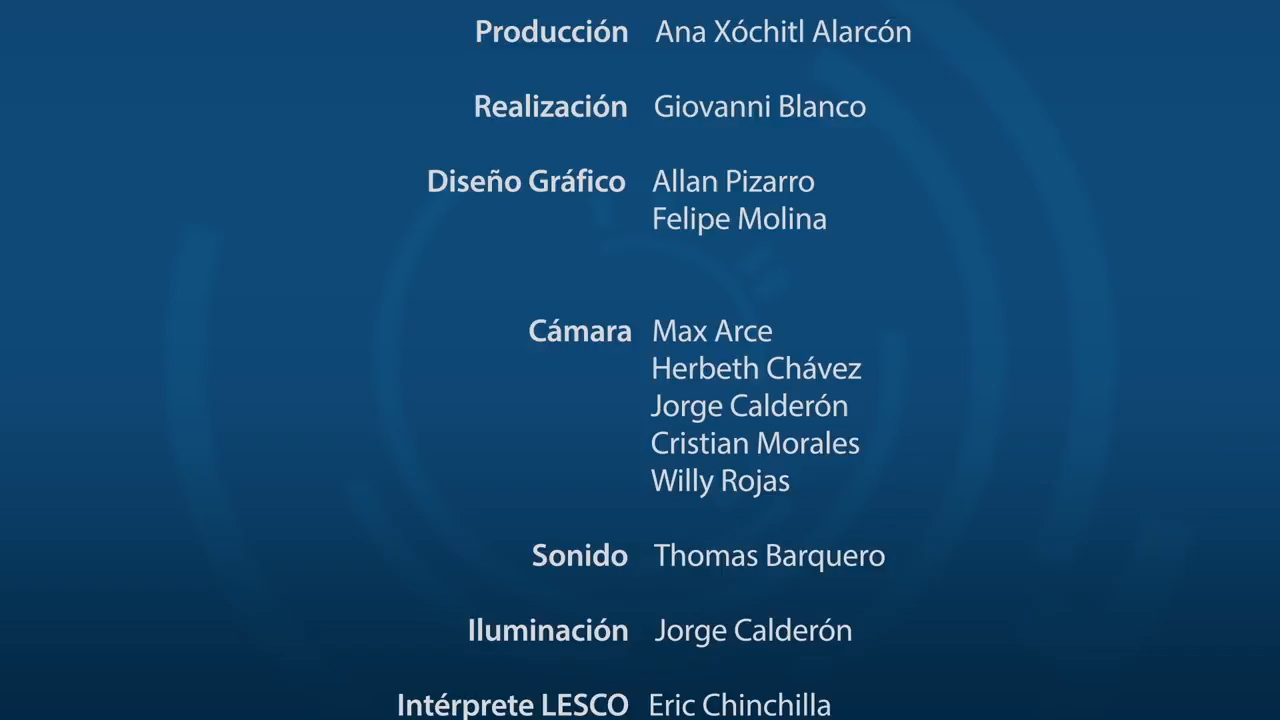 Producción Ana Xóchitl Alarcón
Realización Giovanni Blanco
Diseño Gráfico Allan Pizarro
Felipe Molina
Cámara Max Arce
Herbeth Chávez
Jorge Calderón
Cristian Morales
Willy Rojas
Sonido Thomas Barquero
Iluminación Jorge Calderón
Intérprete LESCO Eric Chinchilla